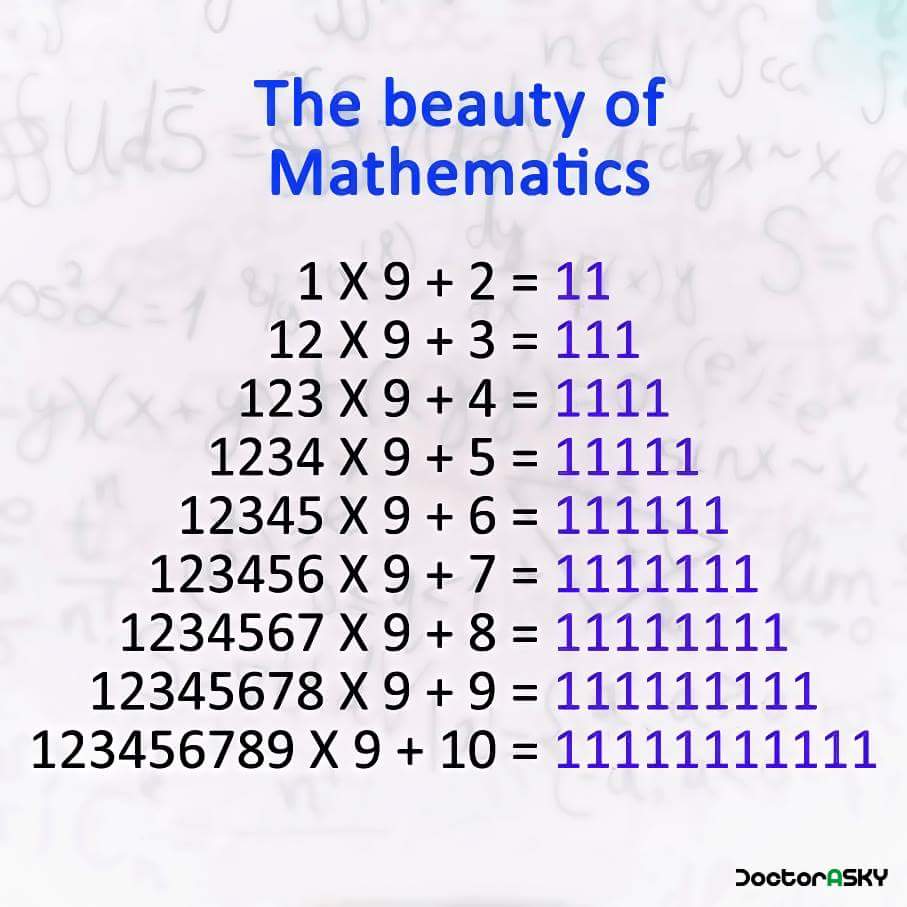 The beauty of
Mathematics
1 X 9 + 2 = 11
12 X 9 + 3 = 111
123 X 9 + 4 = 1111
1234 X 9 + 5 = 11111
12345 X 9 + 6 = 111111
123456 X 9 + 7 = 1111111
1234567 X 9 + 8 = 11111111
12345678 X 9 + 9 = 111111111
123456789 X 9 + 10 = 11111111111
DoctorASKY